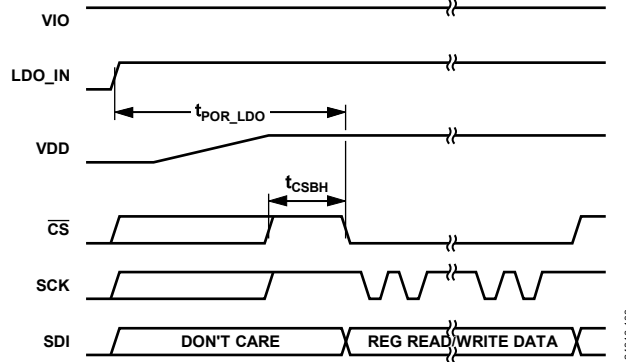 VIO
LDO_IN
tPOR_LDO
VDD
tCSBH
CS
SCK
SDI
DON'T CARE
REG READ/WRITE DATA